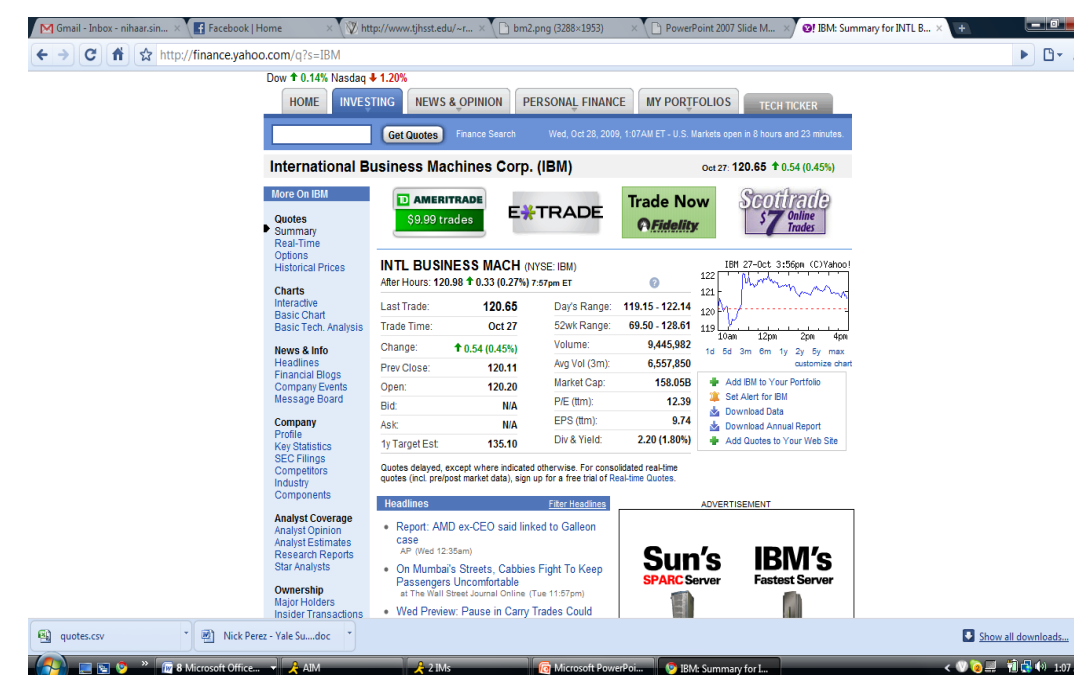 Gmail - Inbox - nihaar.sin... × Facebook | Home × http://www.tjhsst.edu/~r... × bm2.png (3288×1953) × PowerPoint 2007 Slide M... × IBM: Summary for INTL B... ×
http://finance.yahoo.com/q?s=IBM
Dow 0.14% Nasdaq 1.20%
HOME INVESTING NEWS & OPINION PERSONAL FINANCE MY PORTFOLIOS TECH TICKER
Get Quotes Finance Search Wed, Oct 28, 2009, 1:07AM ET - U.S. Markets open in 8 hours and 23 minutes.
International Business Machines Corp. (IBM) Oct 27: 120.65 0.54 (0.45%)
More On IBM
Quotes
Summary
Real-Time
Options
Historical Prices
Charts
Interactive
Basic Chart
Basic Tech. Analysis
News & Info
Headlines
Financial Blogs
Company Events
Message Board
Company
Profile
Key Statistics
SEC Filings
Competitors
Industry
Components
Analyst Coverage
Analyst Opinion
Analyst Estimates
Research Reports
Star Analysts
Ownership
Major Holders
Insider Transactions
TD AMERITRADE
$9.99 trades
E*TRADE
Trade Now
Fidelity
Scottrade
$7 Online
Trades
INTL BUSINESS MACH (NYSE: IBM)
After Hours: 120.98 0.33 (0.27%) 7:57pm ET ?
Last Trade: 120.65
Trade Time: Oct 27
Change: 0.54 (0.45%)
Prev Close: 120.11
Open: 120.20
Bid: N/A
Ask: N/A
1y Target Est: 135.10
Day's Range: 119.15 - 122.14
52wk Range: 69.50 - 128.61
Volume: 9,445,982
Avg Vol (3m): 6,557,850
Market Cap: 158.05B
P/E (ttm): 12.39
EPS (ttm): 9.74
Div & Yield: 2.20 (1.80%)
IBM 27-Oct 3:56pm (C)Yahoo!
122
121
120
119
10am 12pm 2pm 4pm
1d 5d 3m 6m 1y 2y 5y max
customize chart
Add IBM to Your Portfolio
Set Alert for IBM
Download Data
Download Annual Report
Add Quotes to Your Web Site
Quotes delayed, except where indicated otherwise. For consolidated real-time
quotes (incl. pre/post market data), sign up for a free trial of Real-time Quotes.
Headlines Filter Headlines
• Report: AMD ex-CEO said linked to Galleon
case
AP (Wed 12:35am)
• On Mumbai's Streets, Cabbies Fight To Keep
Passengers Uncomfortable
at The Wall Street Journal Online (Tue 11:57pm)
• Wed Preview: Pause in Carry Trades Could
ADVERTISEMENT
Sun's
SPARC Server
IBM's
Fastest Server
quotes.csv Nick Perez - Yale Su....doc Show all downloads...
» 8 Microsoft Office... AIM 2 IMs Microsoft PowerPoi... IBM: Summary for I... 1:07